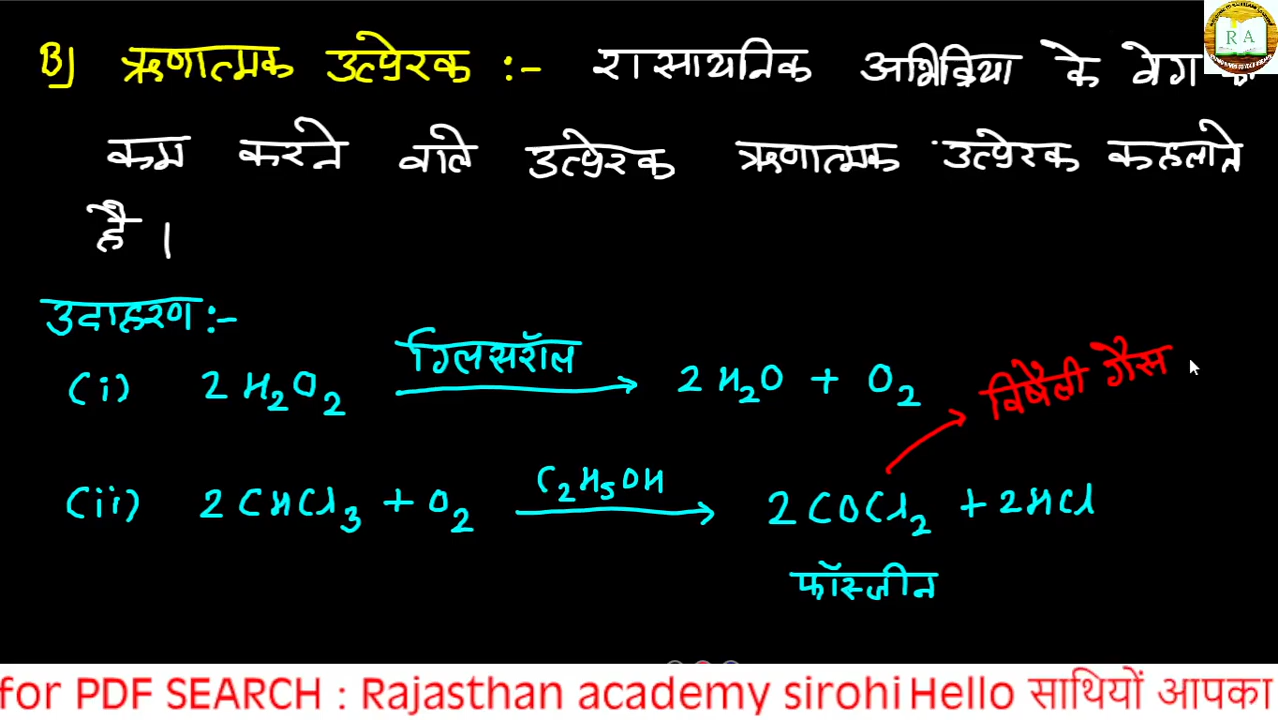 B) ऋणात्मक उत्प्रेरक :- रासायनिक अभिक्रिया के वेग
कम करने वाले उत्प्रेरक ऋणात्मक उत्प्रेरक कहलाते
है ।
उदाहरण:-
(i) 2H₂O₂ ग्लिसरॉल → 2H₂O + O₂
विषैली गैस
(ii) 2CHCl₃ + O₂ C₂H₅OH → 2COCl₂ + 2HCl
फॉस्जीन
RA
for PDF SEARCH : Rajasthan academy sirohi Hello साथियों आपका